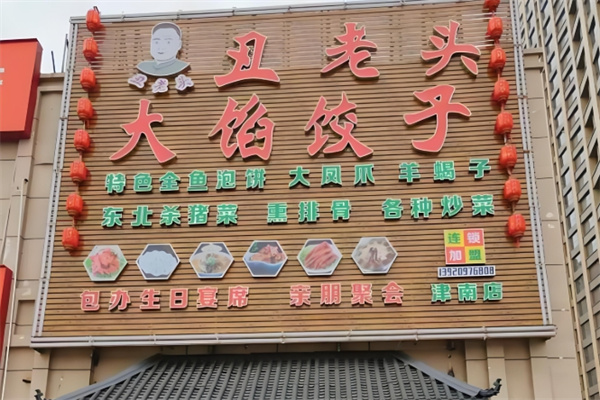 丑老头
丑老头
大馅饺子
特色全鱼泡饼 大凤爪 羊蝎子
东北杀猪菜 熏排骨 各种炒菜
连锁
加盟
13920976808
包办生日宴席 亲朋聚会 津南店